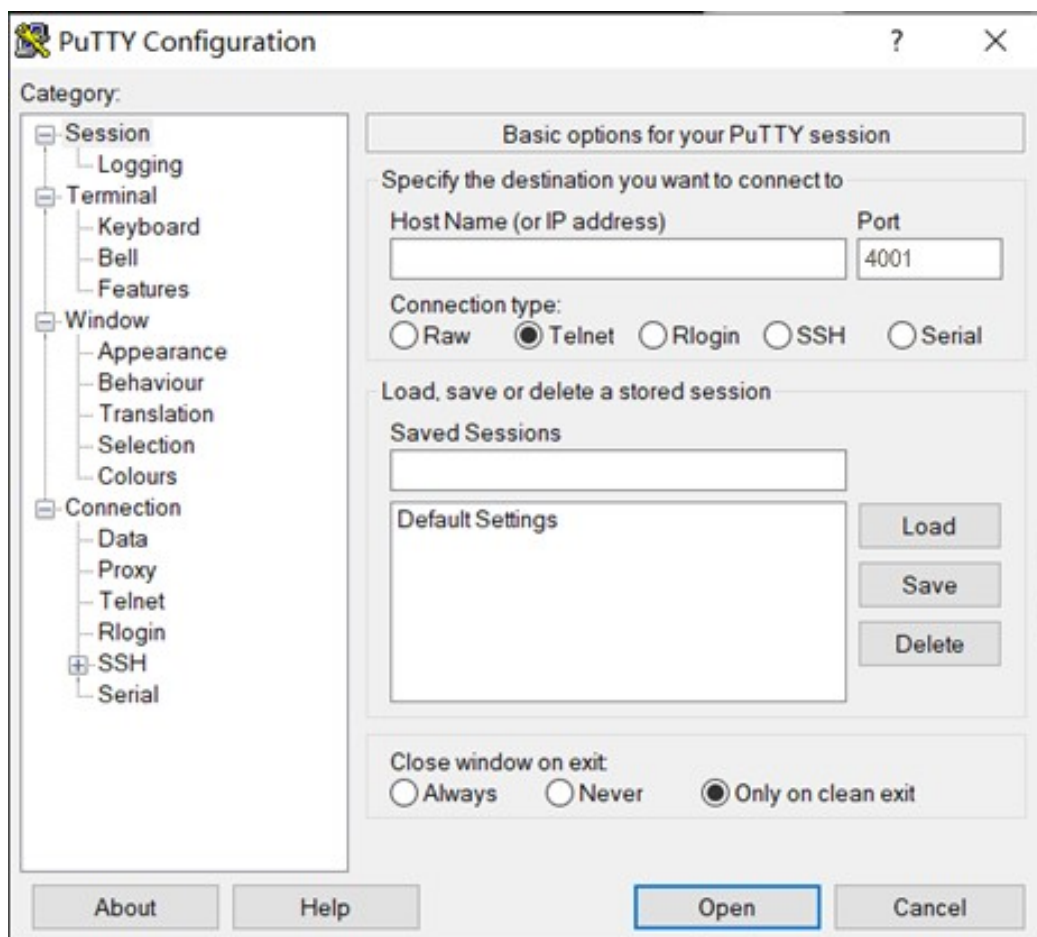 PuTTY Configuration ? ×
Category:
Session
Logging
Terminal
Keyboard
Bell
Features
Window
Appearance
Behaviour
Translation
Selection
Colours
Connection
Data
Proxy
Telnet
Rlogin
SSH
Serial
Basic options for your PuTTY session
Specify the destination you want to connect to
Host Name (or IP address) Port
4001
Connection type:
Raw Telnet Rlogin SSH Serial
Load, save or delete a stored session
Saved Sessions
Default Settings
Load
Save
Delete
Close window on exit:
Always Never Only on clean exit
About Help Open Cancel